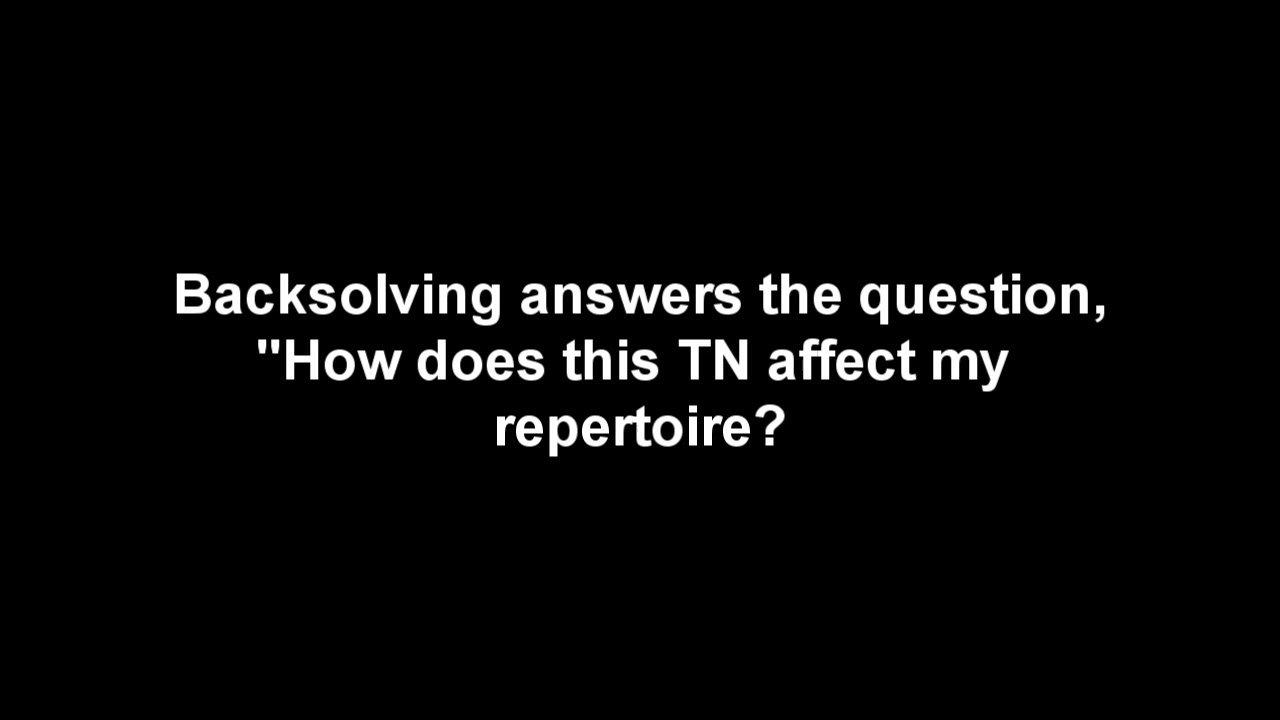 Backsolving answers the question,
"How does this TN affect my
repertoire?